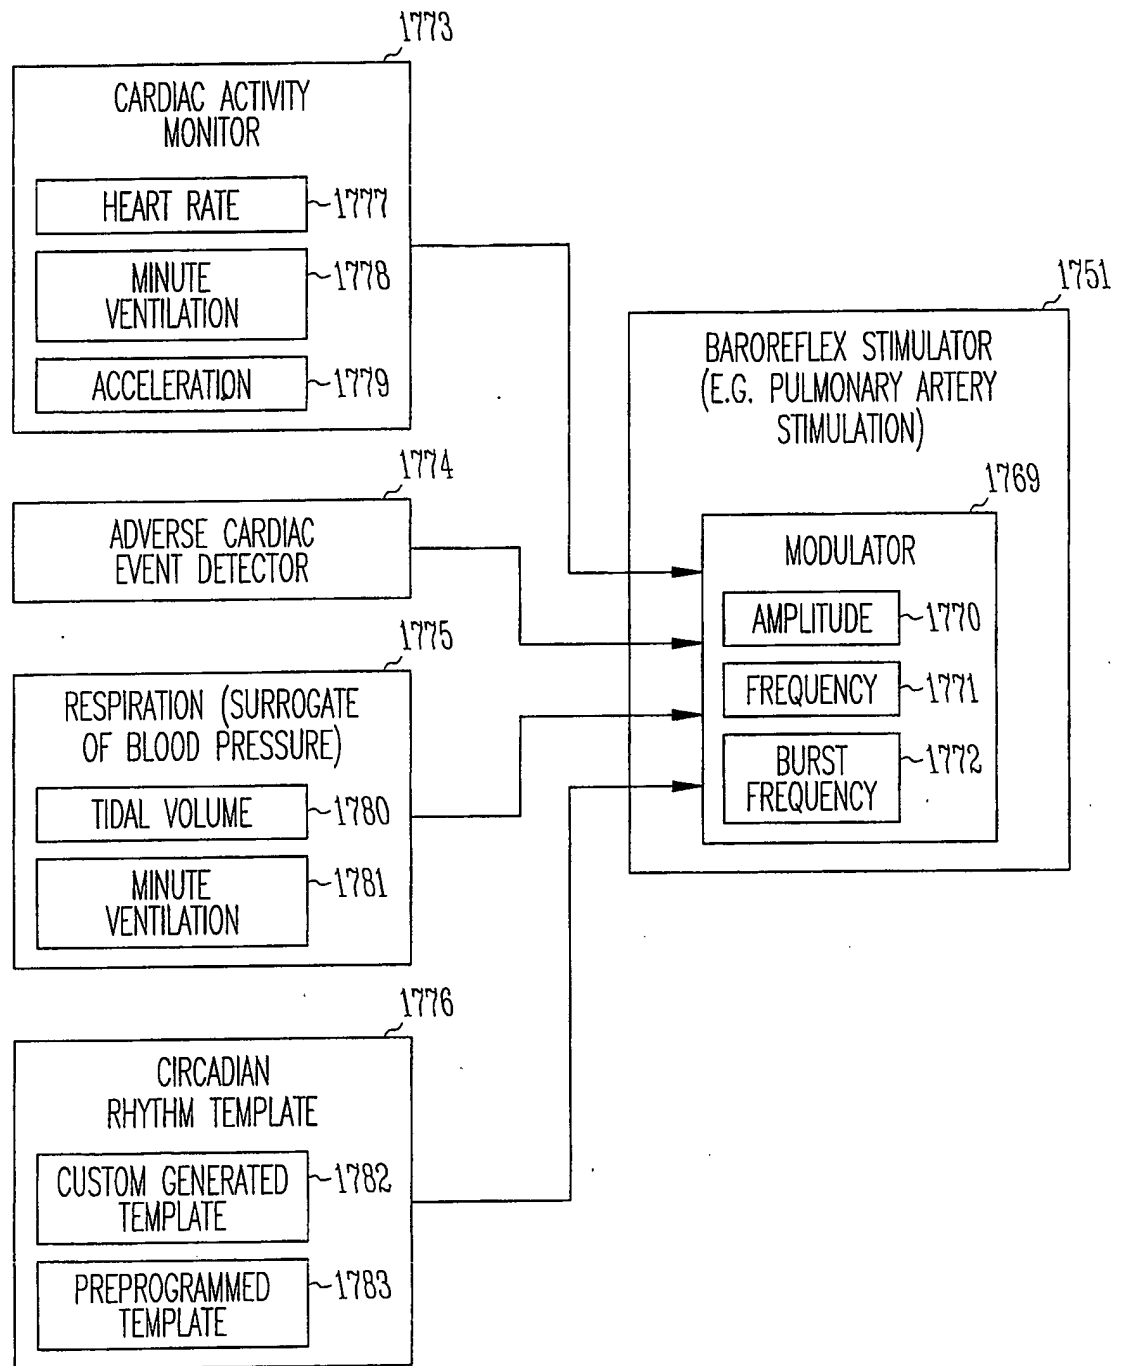 1773
CARDIAC ACTIVITY
MONITOR
HEART RATE
1777
MINUTE
VENTILATION
1778
ACCELERATION
1779
1774
ADVERSE CARDIAC
EVENT DETECTOR
1775
RESPIRATION (SURROGATE
OF BLOOD PRESSURE)
TIDAL VOLUME
1780
MINUTE
VENTILATION
1781
1776
CIRCADIAN
RHYTHM TEMPLATE
CUSTOM GENERATED
TEMPLATE
1782
PREPROGRAMMED
TEMPLATE
1783
1751
BAROREFLEX STIMULATOR
(E.G. PULMONARY ARTERY
STIMULATION)
1769
MODULATOR
AMPLITUDE
1770
FREQUENCY
1771
BURST
FREQUENCY
1772